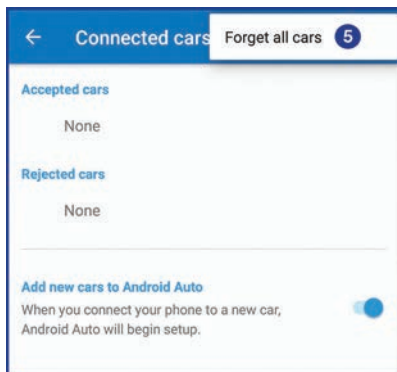 Connected cars
Forget all cars 5
Accepted cars
None
Rejected cars
None
Add new cars to Android Auto
When you connect your phone to a new car,
Android Auto will begin setup.